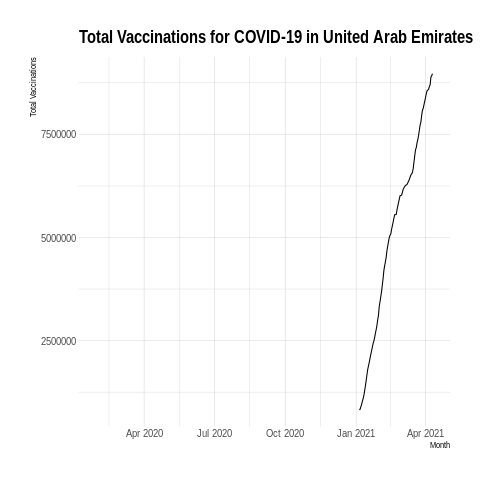 Total Vaccinations for COVID-19 in United Arab Emirates
Total Vaccinations
7500000
5000000
2500000
Apr 2020 Jul 2020 Oct 2020 Jan 2021 Apr 2021
Month